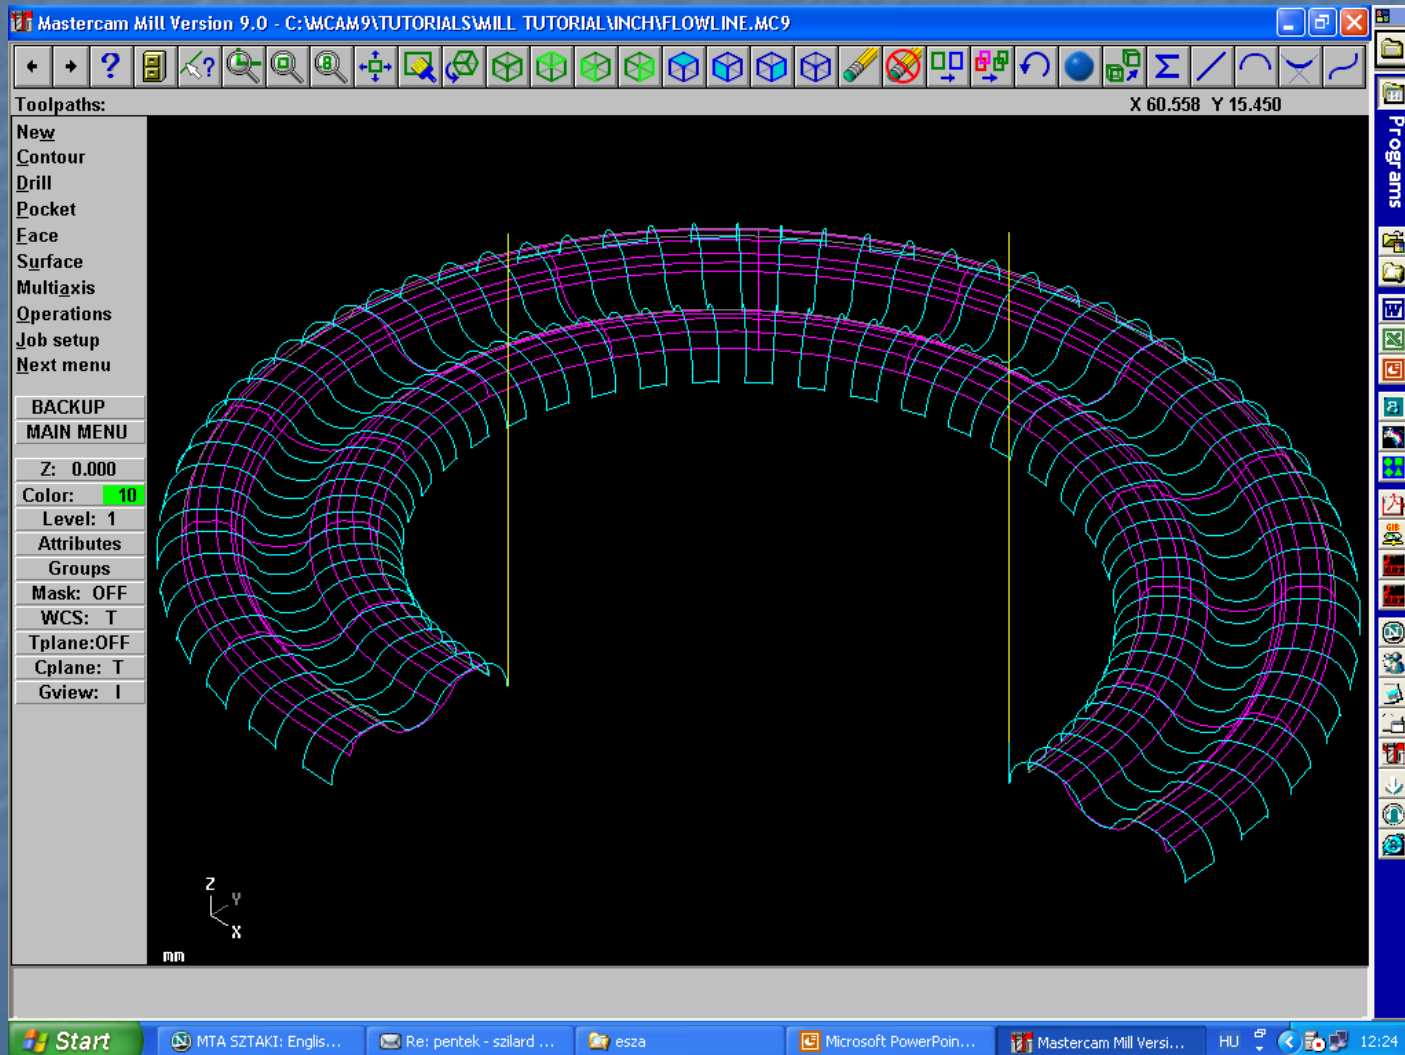 Mastercam Mill Version 9.0 - C:\MCAM9\TUTORIALS\MILL TUTORIAL\INCH\FLOWLINE.MC9
Toolpaths:
X 60.558 Y 15.450
New
Contour
Drill
Pocket
Face
Surface
Multiaxis
Operations
Job setup
Next menu
BACKUP
MAIN MENU
Z: 0.000
Color: 10
Level: 1
Attributes
Groups
Mask: OFF
WCS: T
Tplane:OFF
Cplane: T
Gview: I
Z
Y
X
mm
Programs
Start
MTA SZTAKI: Englis...
Re: pentek - szilard ...
esza
Microsoft PowerPoin...
Mastercam Mill Versi...
HU
12:24